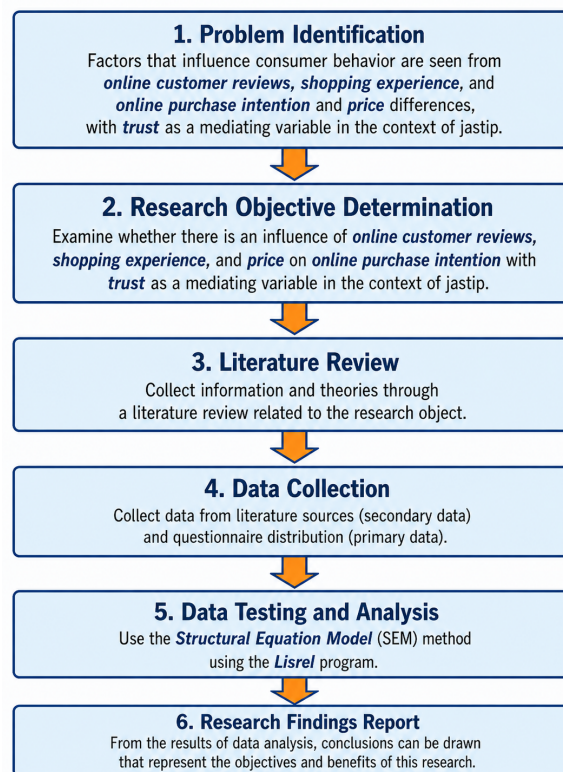 1. Problem Identification
Factors that influence consumer behavior are seen from
online customer reviews, shopping experience, and
online purchase intention and price differences,
with trust as a mediating variable in the context of jastip.
2. Research Objective Determination
Examine whether there is an influence of online customer reviews,
shopping experience, and price on online purchase intention with
trust as a mediating variable in the context of jastip.
3. Literature Review
Collect information and theories through
a literature review related to the research object.
4. Data Collection
Collect data from literature sources (secondary data)
and questionnaire distribution (primary data).
5. Data Testing and Analysis
Use the Structural Equation Model (SEM) method
using the Lisrel program.
6. Research Findings Report
From the results of data analysis, conclusions can be drawn
that represent the objectives and benefits of this research.